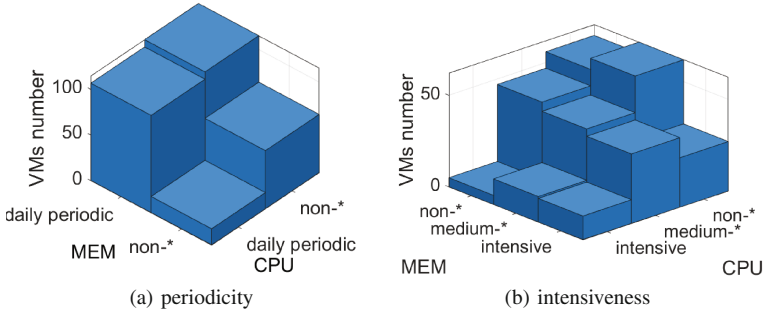 VMs number
100
50
0
daily periodic
non-*
MEM
non-*
daily periodic
CPU
(a) periodicity
VMs number
50
0
non-*
medium-*
intensive
MEM
non-*
medium-*
intensive
CPU
(b) intensiveness